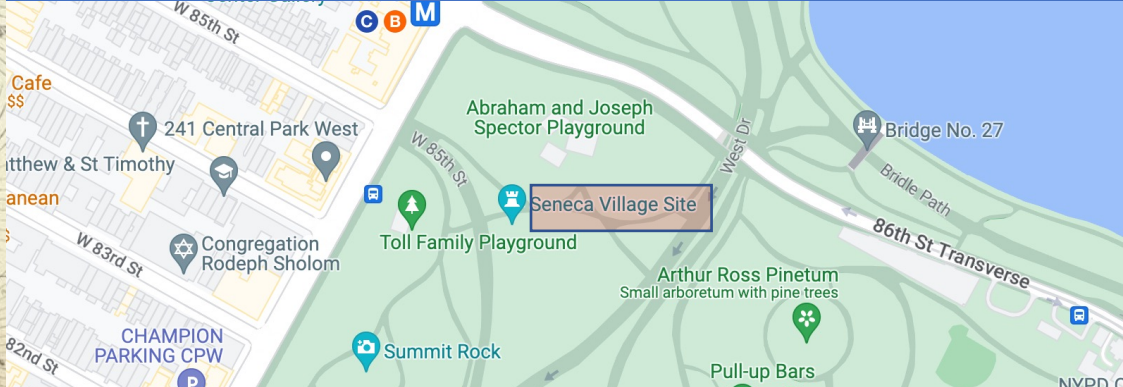 W 85th St
C B M
Cafe
$$
241 Central Park West
tthew & St Timothy
anean
Congregation
Rodeph Sholom
W 83rd St
CHAMPION
PARKING CPW
P
82nd St
Abraham and Joseph
Spector Playground
W 85th St
Seneca Village Site
Toll Family Playground
Summit Rock
West Dr
Bridge No. 27
Bridle Path
86th St Transverse
Arthur Ross Pinetum
Small arboretum with pine trees
Pull-up Bars